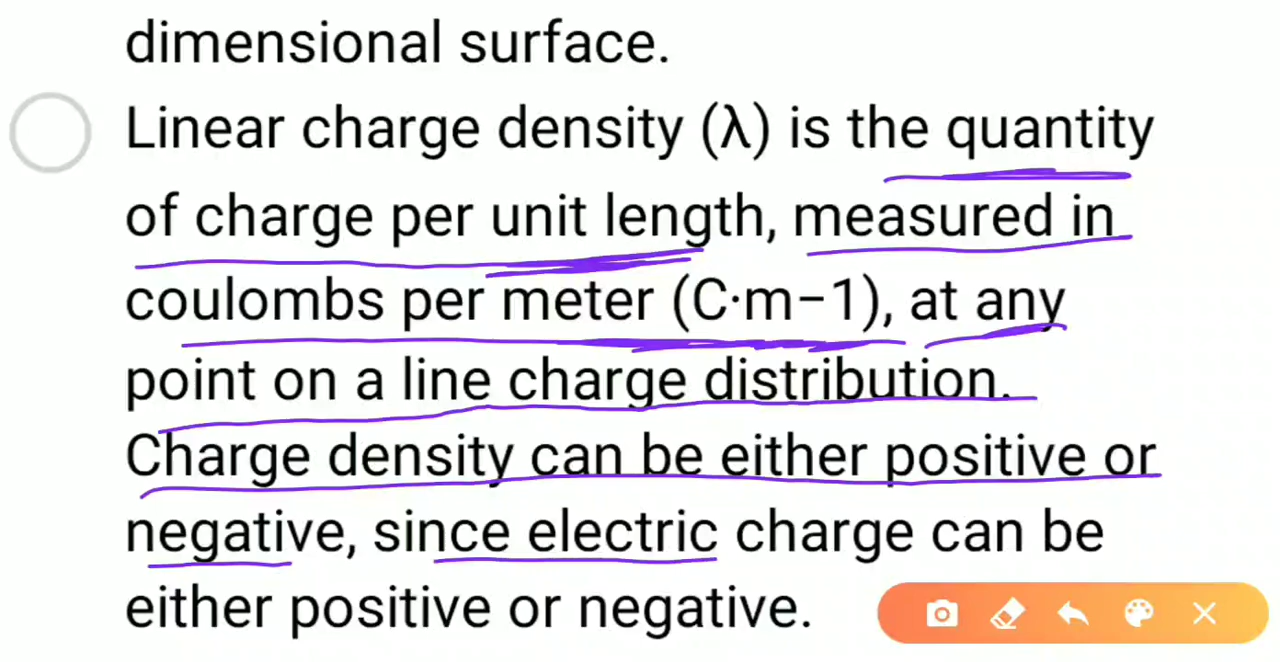 dimensional surface.
Linear charge density (λ) is the quantity
of charge per unit length, measured in
coulombs per meter (C·m−1), at any
point on a line charge distribution.
Charge density can be either positive or
negative, since electric charge can be
either positive or negative.